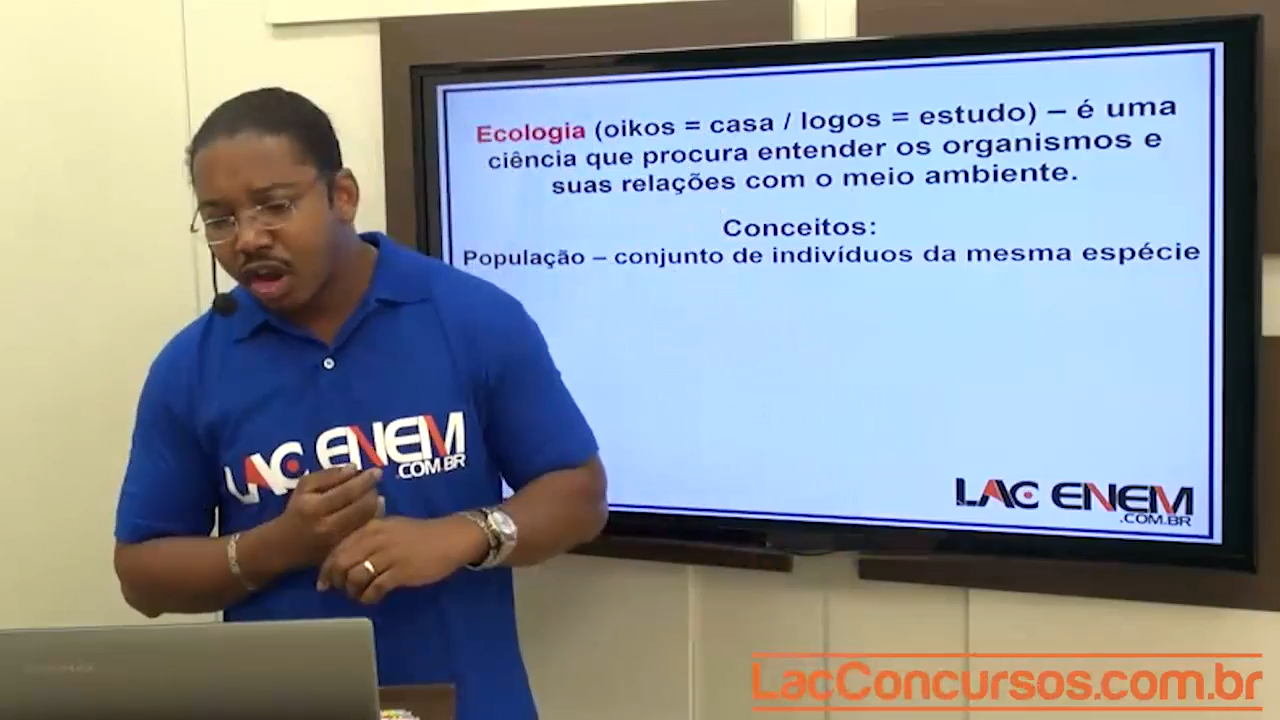 Ecologia (oikos = casa / logos = estudo) – é uma
ciência que procura entender os organismos e
suas relações com o meio ambiente.
Conceitos:
População – conjunto de indivíduos da mesma espécie
LAC ENEM
.COM.BR
LAC ENEM
.COM.BR
LacConcursos.com.br